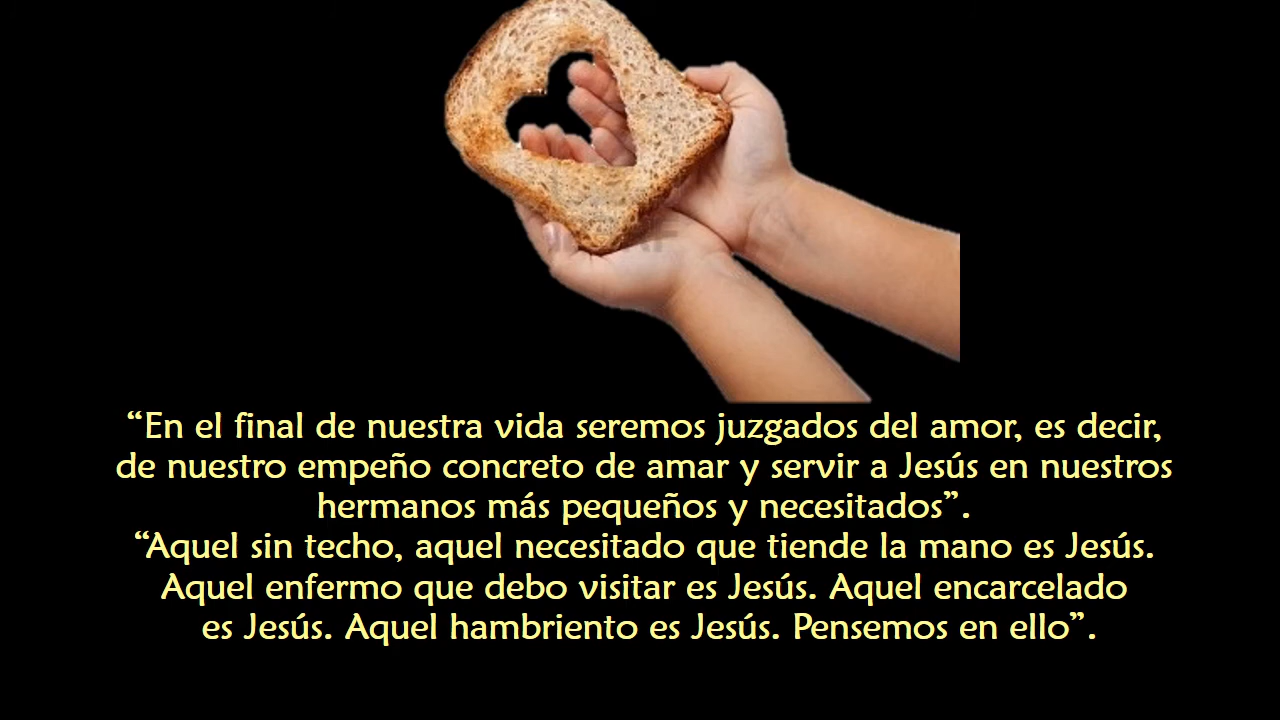 “En el final de nuestra vida seremos juzgados del amor, es decir,
de nuestro empeño concreto de amar y servir a Jesús en nuestros
hermanos más pequeños y necesitados”.
“Aquel sin techo, aquel necesitado que tiende la mano es Jesús.
Aquel enfermo que debo visitar es Jesús. Aquel encarcelado
es Jesús. Aquel hambriento es Jesús. Pensemos en ello”.